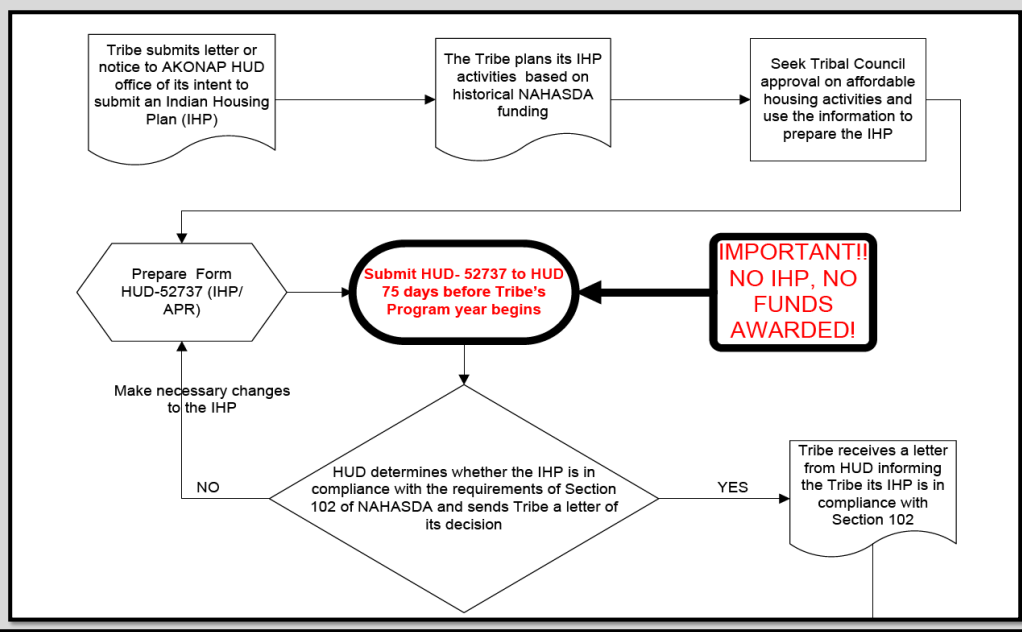 Tribe submits letter or
notice to AKONAP HUD
office of its intent to
submit an Indian Housing
Plan (IHP)
The Tribe plans its IHP
activities based on
historical NAHASDA
funding
Seek Tribal Council
approval on affordable
housing activities and
use the information to
prepare the IHP
Prepare Form
HUD-52737 (IHP/
APR)
Submit HUD- 52737 to HUD
75 days before Tribe's
Program year begins
IMPORTANT!!
NO IHP, NO
FUNDS
AWARDED!
Make necessary changes
to the IHP
NO
HUD determines whether the IHP is in
compliance with the requirements of Section
102 of NAHASDA and sends Tribe a letter of
its decision
YES
Tribe receives a letter
from HUD informing
the Tribe its IHP is in
compliance with
Section 102